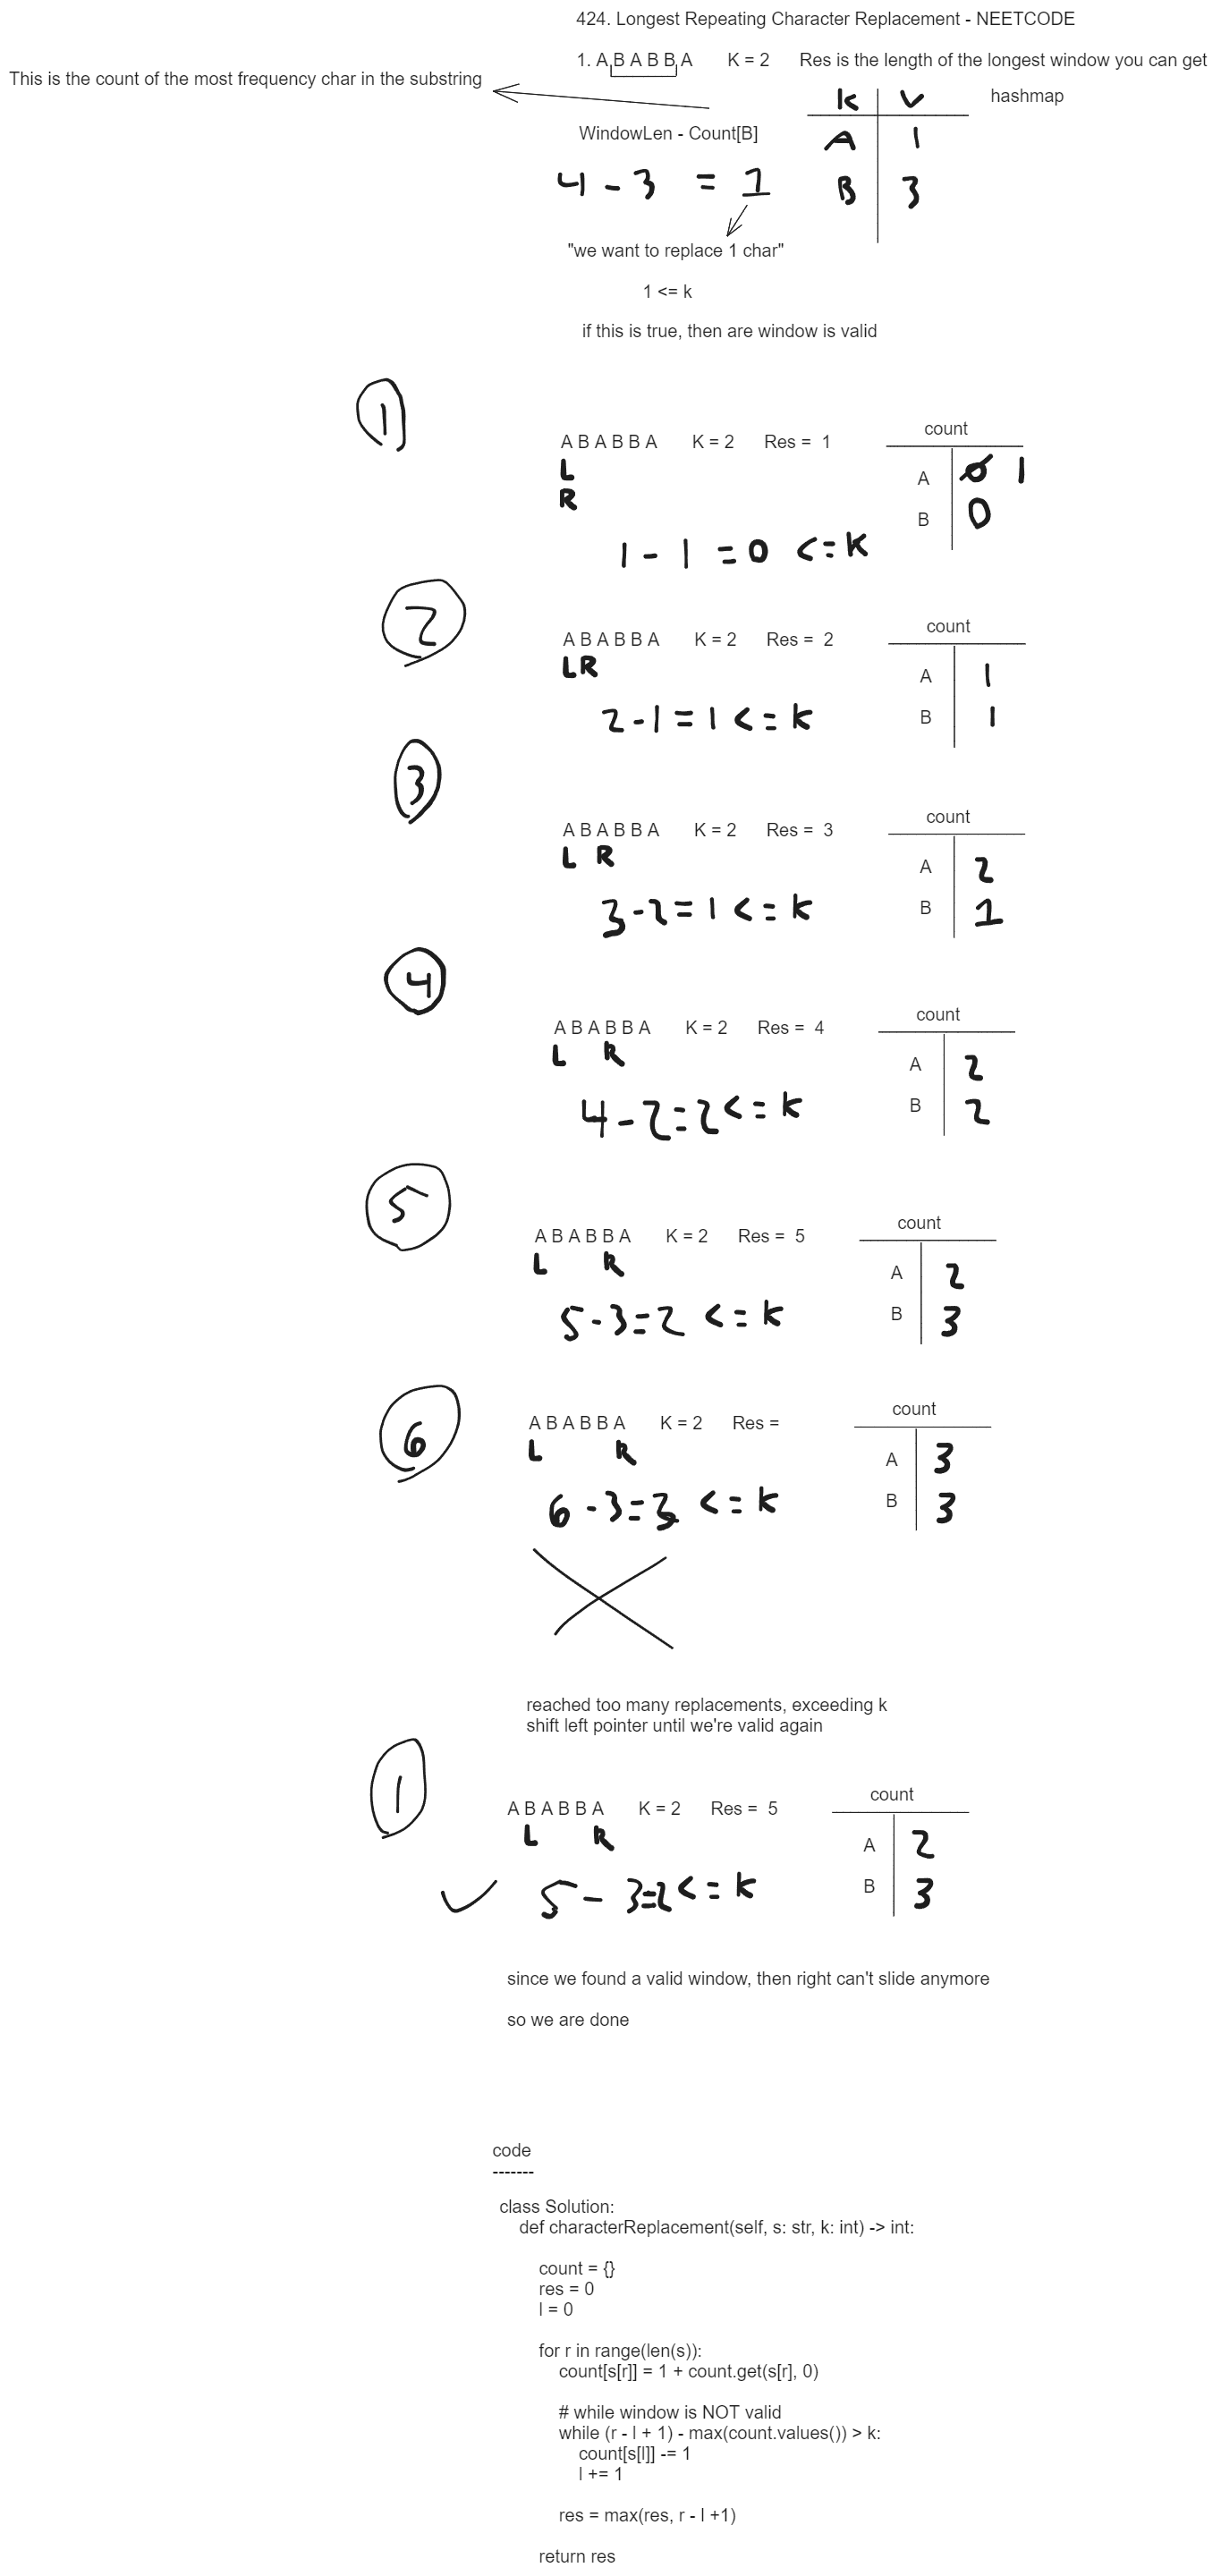 424. Longest Repeating Character Replacement - NEETCODE
1. A B A B B A K = 2 Res is the length of the longest window you can get
This is the count of the most frequency char in the substring
K V hashmap
WindowLen - Count[B]
A 1
4 - 3 = 1
B 3
"we want to replace 1 char"
1 <= k
if this is true, then are window is valid
1
count
A B A B B A K = 2 Res = 1
L
A 0 1
R
B 0
1 - 1 = 0 <= K
2
count
A B A B B A K = 2 Res = 2
L R
A 1
2 - 1 = 1 <= K
B 1
3
count
A B A B B A K = 2 Res = 3
L R
A 2
3 - 2 = 1 <= K
B 1
4
count
A B A B B A K = 2 Res = 4
L R
A 2
4 - 2 = 2 <= K
B 2
5
count
A B A B B A K = 2 Res = 5
L R
A 2
5 - 3 = 2 <= K
B 3
6
count
A B A B B A K = 2 Res =
L R
A 3
6 - 3 = 3 <= K
B 3
reached too many replacements, exceeding k
shift left pointer until we're valid again
1
count
A B A B B A K = 2 Res = 5
L R
A 2
5 - 3 = 2 <= K
B 3
since we found a valid window, then right can't slide anymore
so we are done
code
-------
class Solution:
def characterReplacement(self, s: str, k: int) -> int:
count = {}
res = 0
l = 0
for r in range(len(s)):
count[s[r]] = 1 + count.get(s[r], 0)
# while window is NOT valid
while (r - l + 1) - max(count.values()) > k:
count[s[l]] -= 1
l += 1
res = max(res, r - l +1)
return res